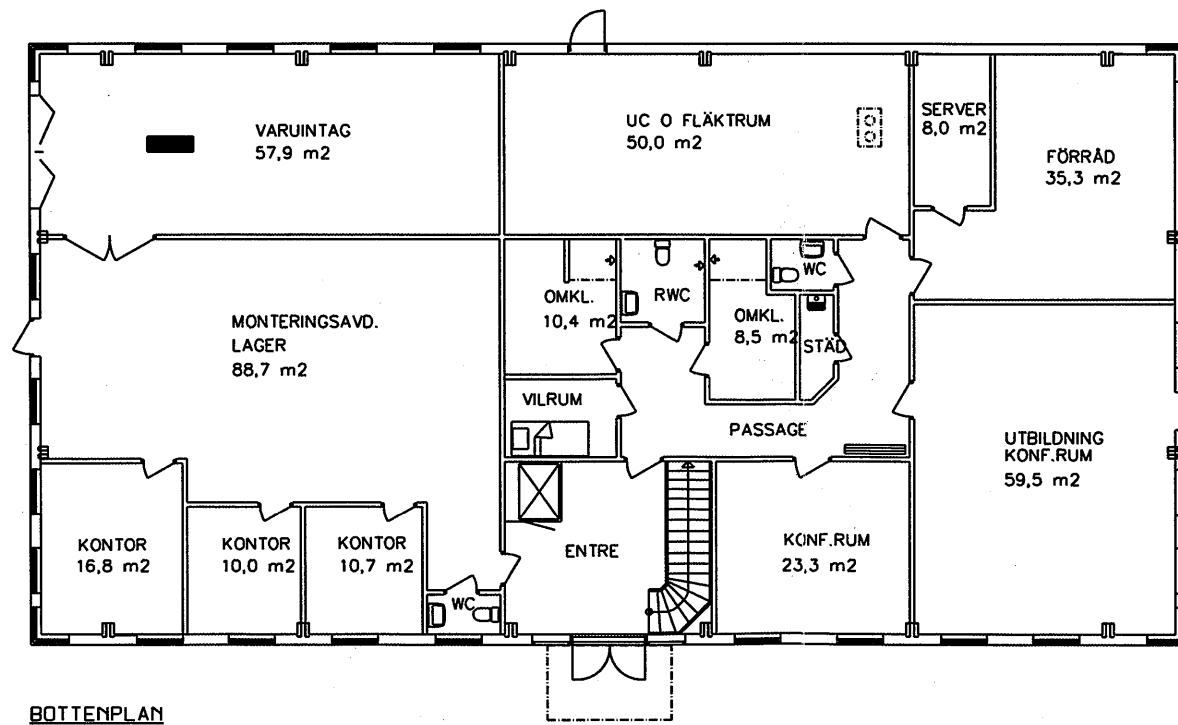 VARUINTAG
57,9 m2
UC O FLÄKTRUM
50,0 m2
SERVER
8,0 m2
FÖRRÅD
35,3 m2
MONTERINGSAVD.
LAGER
88,7 m2
OMKL.
10,4 m2
RWC
OMKL.
8,5 m2
WC
STÄD
VILRUM
PASSAGE
UTBILDNING
KONF.RUM
59,5 m2
KONTOR
16,8 m2
KONTOR
10,0 m2
KONTOR
10,7 m2
WC
ENTRE
KONF.RUM
23,3 m2
BOTTENPLAN